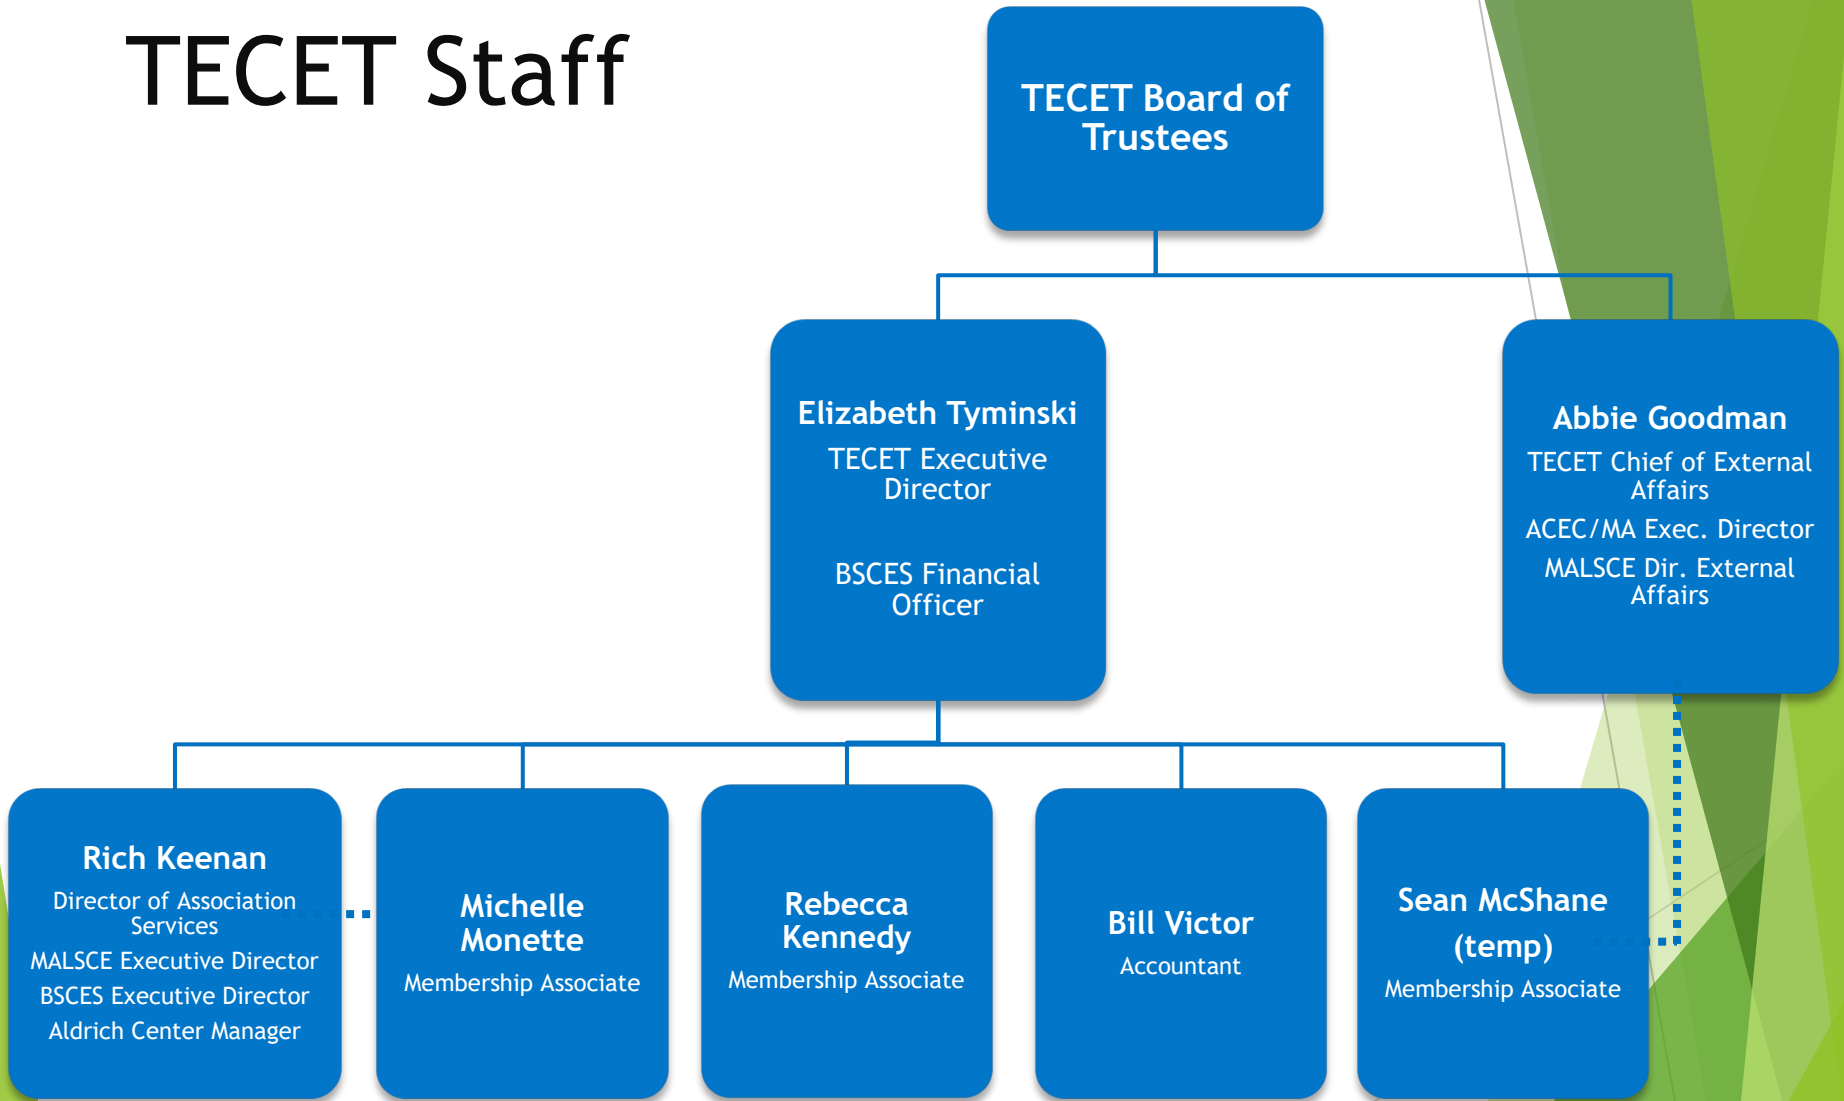 TECET Staff
TECET Board of
Trustees
Elizabeth Tyminski
TECET Executive
Director
BSCES Financial
Officer
Abbie Goodman
TECET Chief of External
Affairs
ACEC/MA Exec. Director
MALSCE Dir. External
Affairs
Rich Keenan
Director of Association
Services
MALSCE Executive Director
BSCES Executive Director
Aldrich Center Manager
Michelle
Monette
Membership Associate
Rebecca
Kennedy
Membership Associate
Bill Victor
Accountant
Sean McShane
(temp)
Membership Associate